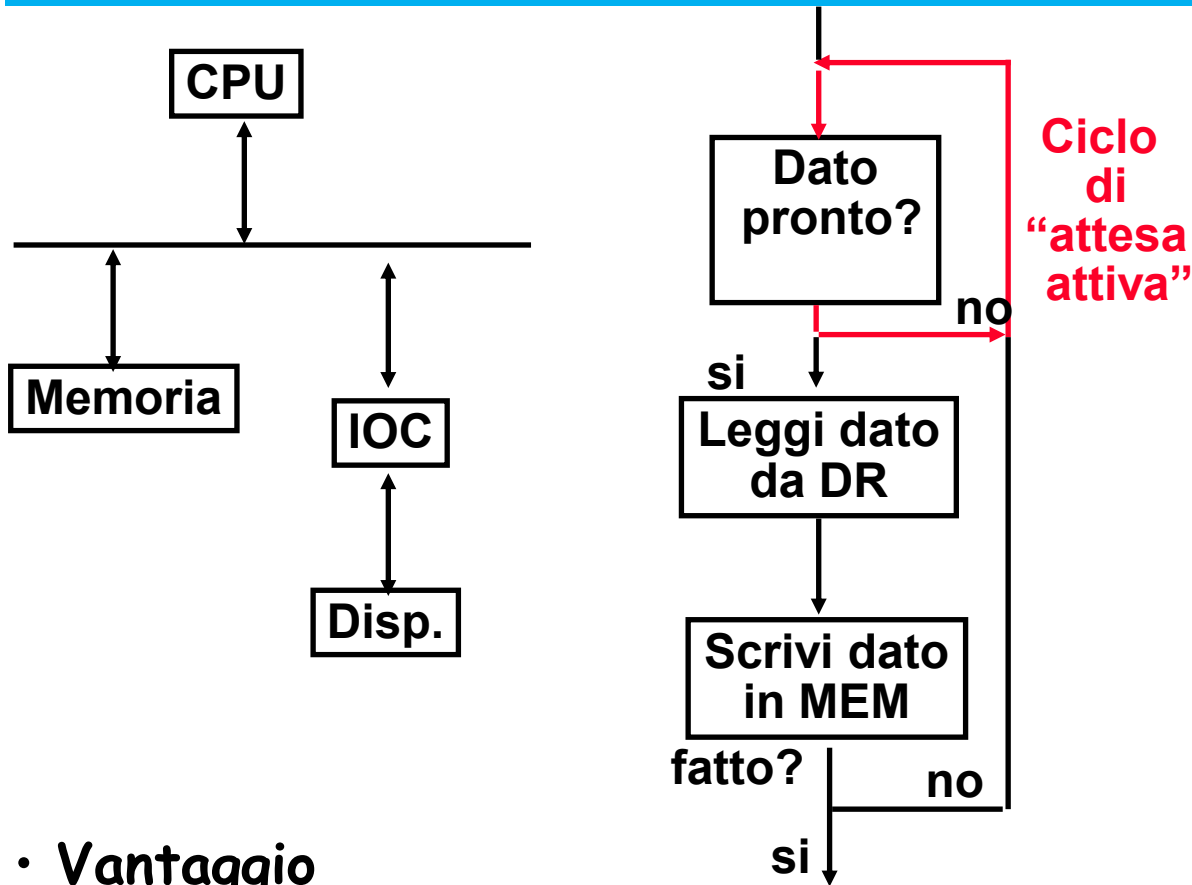 CPU
Memoria
IOC
Disp.
Dato
pronto?
Ciclo
di
“attesa
attiva”
no
si
Leggi dato
da DR
Scrivi dato
in MEM
fatto?
no
si
• Vantaggio